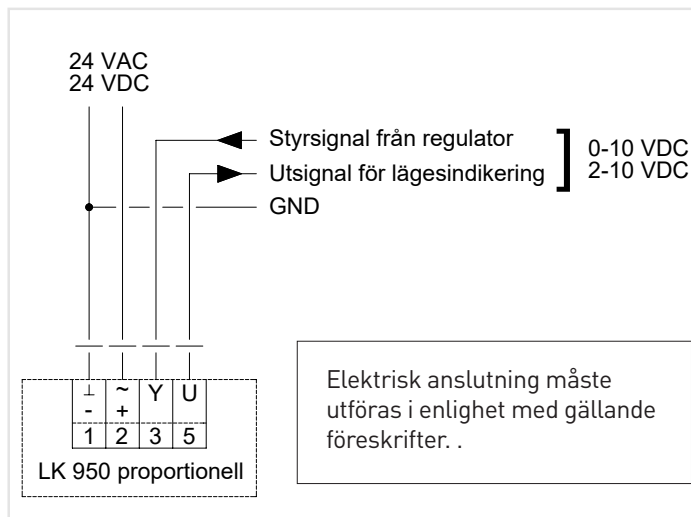 24 VAC
24 VDC
Styrsignal från regulator
Utsignal för lägesindikering
GND
0-10 VDC
2-10 VDC
⊥ ~ Y U
- +
1 2 3 5
LK 950 proportionell
Elektrisk anslutning måste
utföras i enlighet med gällande
föreskrifter. .